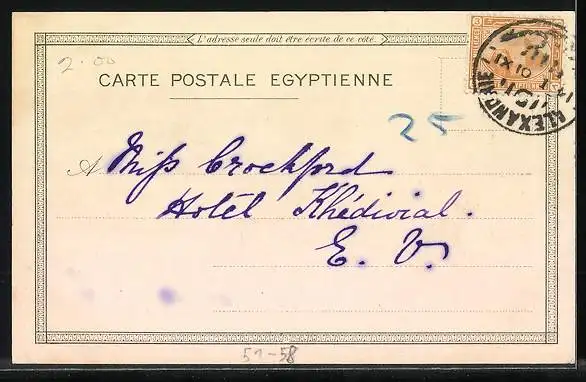 L'adresse seule doit être écrite de ce côté.
2.00
CARTE POSTALE EGYPTIENNE
ALEXANDRIE
25
A Miss Crockford
Hotel Khédivial.
E. V.
51-58